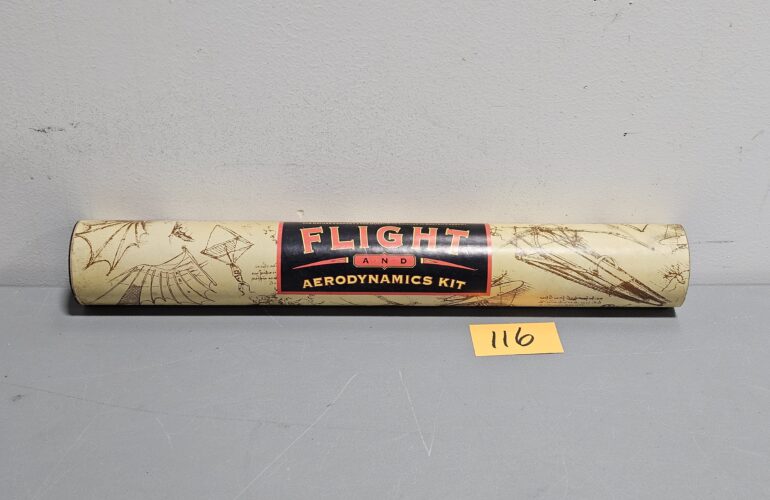 FLIGHT
AND
AERODYNAMICS KIT
116